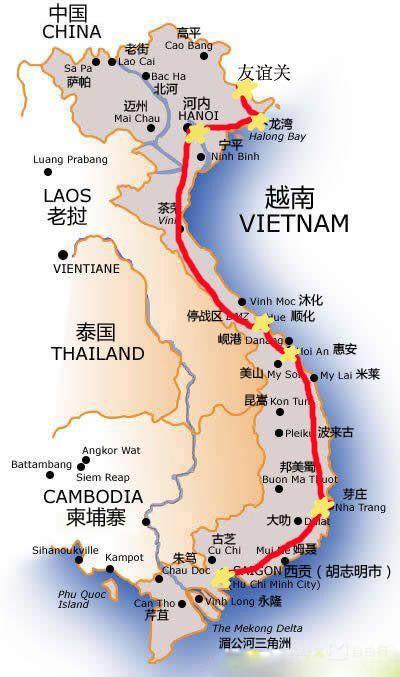 中国
CHINA
高平
Cao Bang
老街
Lao Cai
Sa Pa
萨帕
Bac Ha
北河
友谊关
迈州
Mai Chau
河内
HANOI
龙湾
Halong Bay
宁平
Ninh Binh
Luang Prabang
LAOS
老挝
越南
VIETNAM
茶荣
Vinh
VIENTIANE
Vinh Moc 沐化
停战区 DMZ
Hue 顺化
岘港 Danang
Hoi An 惠安
泰国
THAILAND
美山 My Son
My Lai 米莱
昆嵩 Kon Tum
Pleiku 波来古
Angkor Wat
Battambang
Siem Reap
邦美蜀
Buon Ma Thuot
CAMBODIA
柬埔寨
芽庄
Nha Trang
大叻 Dalat
古芝
Cu Chi
Mui Ne 姆聂
Sihanoukville
Kampot
朱笃
Chau Doc
SAIGON 西贡（胡志明市）
(Hu Chi Minh City)
Phu Quoc
Island
Can Tho
芹苴
Vinh Long 永隆
The Mekong Delta
湄公河三角洲